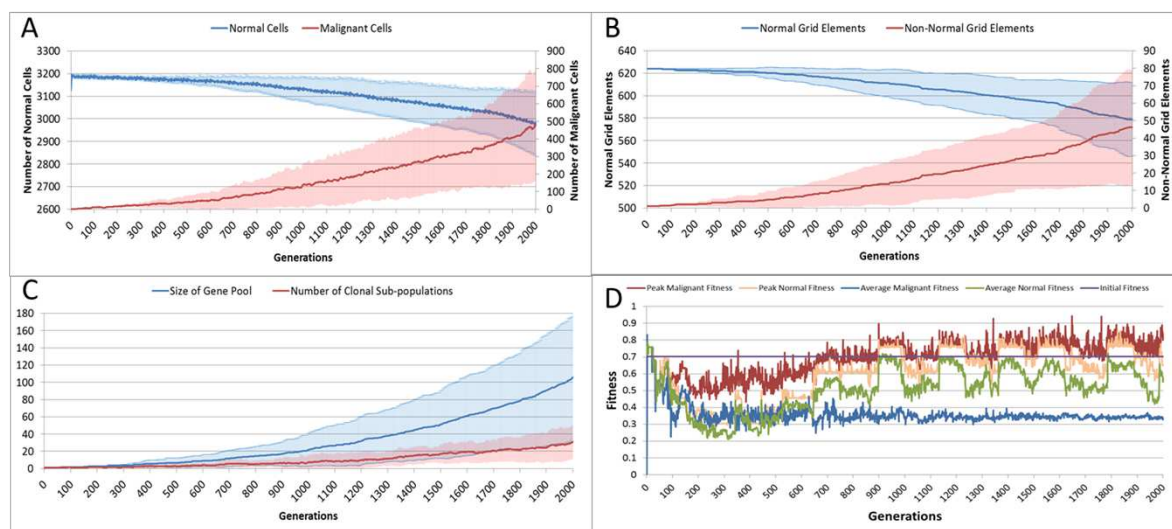 A
Normal Cells
Malignant Cells
3300
3200
3100
3000
2900
2800
2700
2600
Number of Normal Cells
900
800
700
600
500
400
300
200
100
0
Number of Malignant Cells
0 100 200 300 400 500 600 700 800 900 1000 1100 1200 1300 1400 1500 1600 1700 1800 1900 2000
Generations
B
Normal Grid Elements
Non-Normal Grid Elements
640
620
600
580
560
540
520
500
Normal Grid Elements
90
80
70
60
50
40
30
20
10
0
Non-Normal Grid Elements
0 100 200 300 400 500 600 700 800 900 1000 1100 1200 1300 1400 1500 1600 1700 1800 1900 2000
Generations
C
Size of Gene Pool
Number of Clonal Sub-populations
180
160
140
120
100
80
60
40
20
0
0 100 200 300 400 500 600 700 800 900 1000 1100 1200 1300 1400 1500 1600 1700 1800 1900 2000
Generations
D
Peak Malignant Fitness
Peak Normal Fitness
Average Malignant Fitness
Average Normal Fitness
Initial Fitness
1
0.9
0.8
0.7
0.6
0.5
0.4
0.3
0.2
0.1
0
Fitness
0 100 200 300 400 500 600 700 800 900 1000 1100 1200 1300 1400 1500 1600 1700 1800 1900 2000
Generations